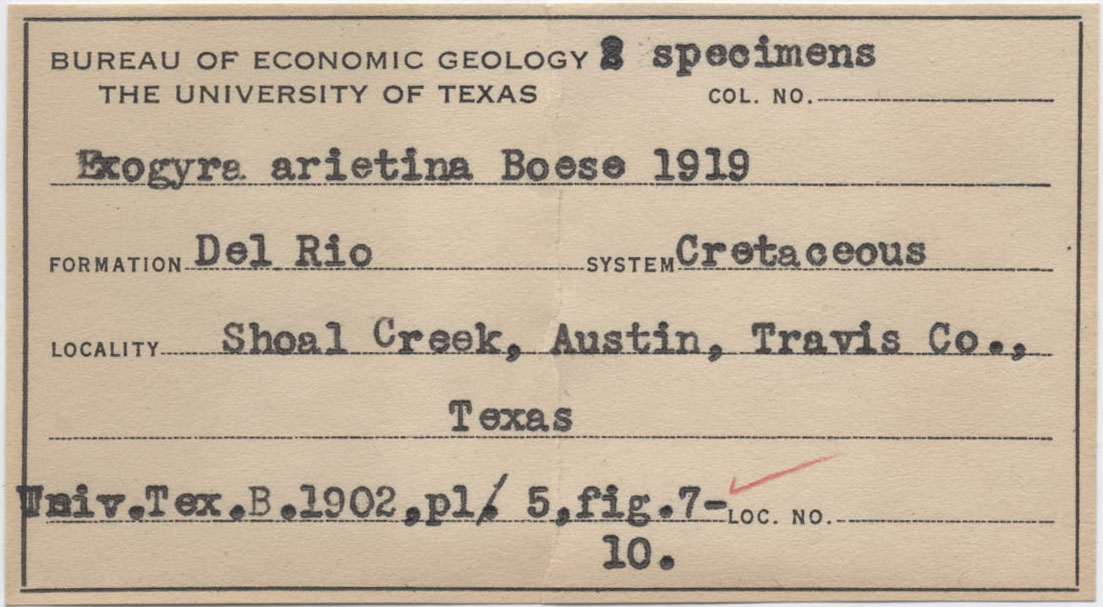 BUREAU OF ECONOMIC GEOLOGY 2 specimens
THE UNIVERSITY OF TEXAS COL. NO.
Exogyra arietina Boese 1919
FORMATION Del Rio SYSTEM Cretaceous
LOCALITY Shoal Creek, Austin, Travis Co.,
Texas
Univ.Tex.B.1902,pl. 5,fig.7- LOC. NO.
10.